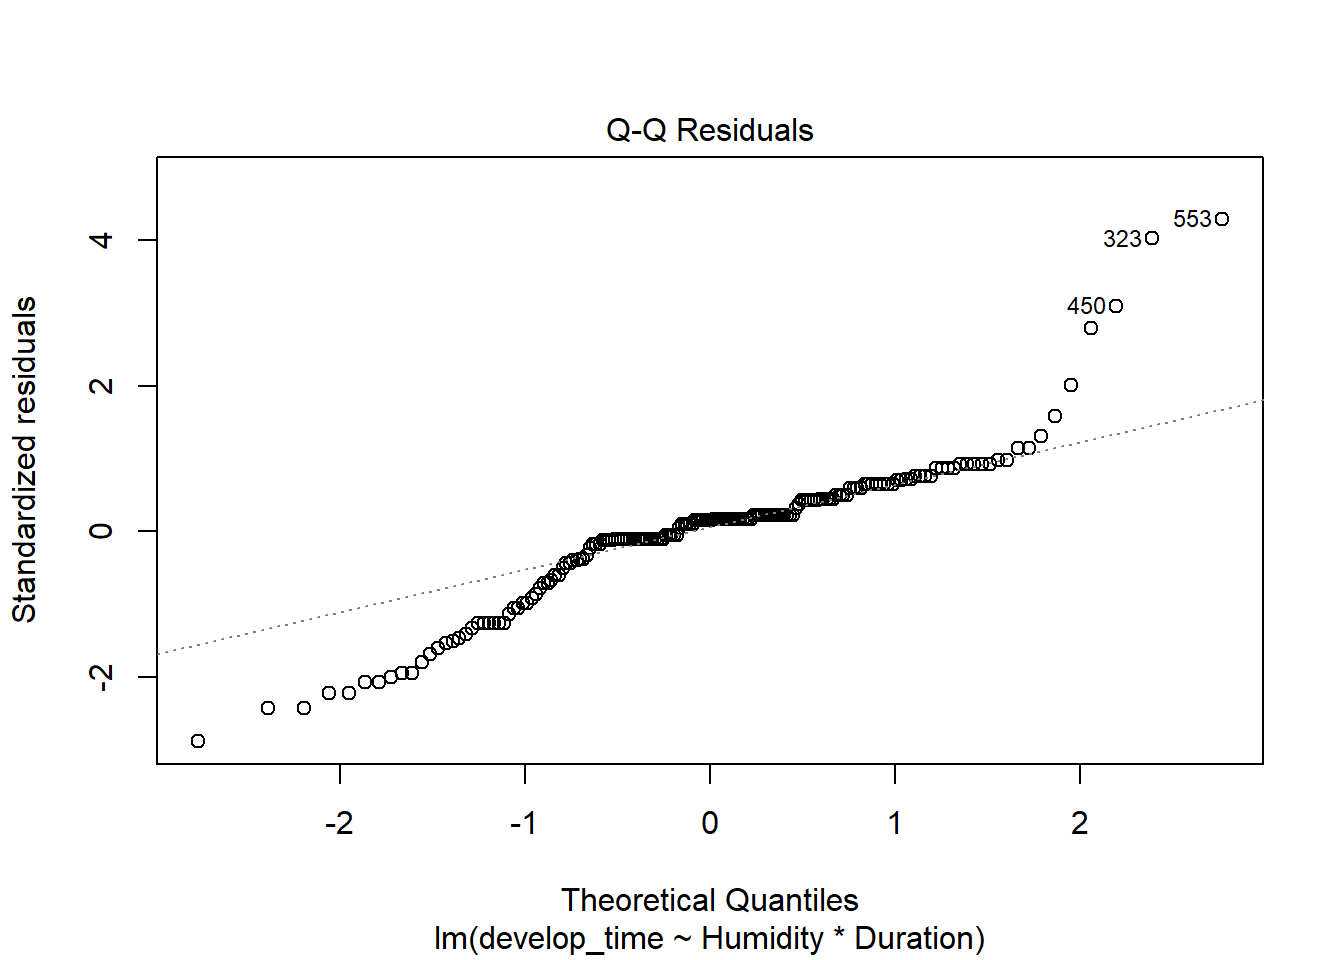 Q-Q Residuals
553
323
450
4
2
0
-2
Standardized residuals
-2 -1 0 1 2
Theoretical Quantiles
lm(develop_time ~ Humidity * Duration)